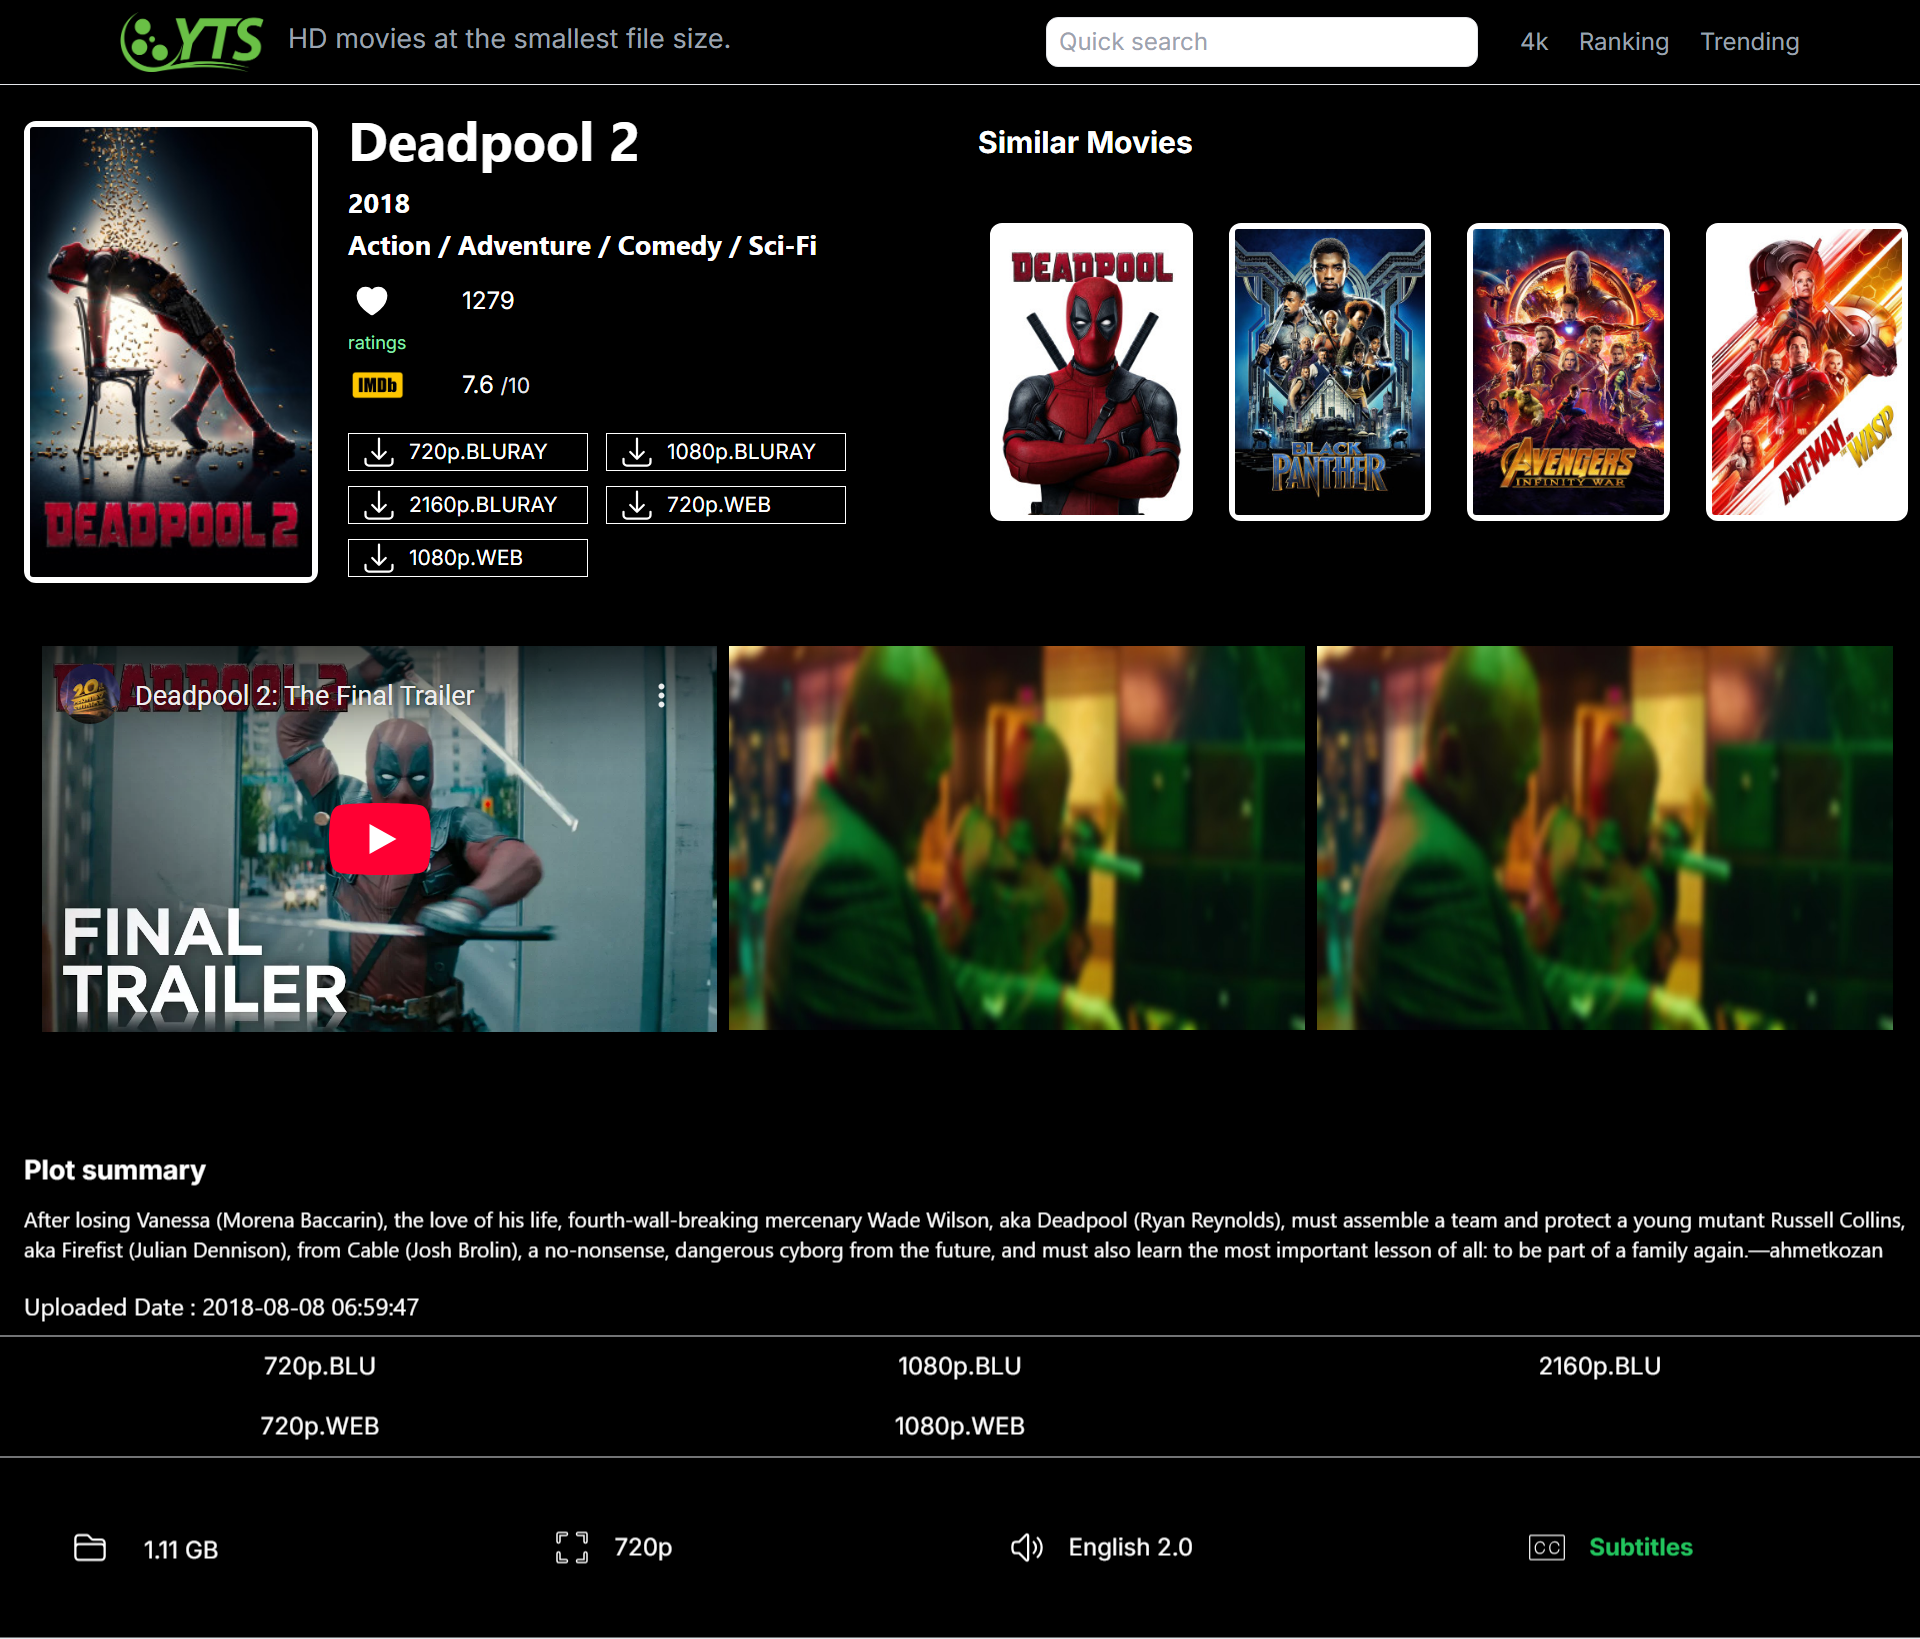 YTS
HD movies at the smallest file size.
Quick search
4k
Ranking
Trending
DEADPOOL 2
Deadpool 2
2018
Action / Adventure / Comedy / Sci-Fi
1279
ratings
IMDb
7.6 /10
720p.BLURAY
1080p.BLURAY
2160p.BLURAY
720p.WEB
1080p.WEB
Similar Movies
DEADPOOL
BLACK
PANTHER
AVENGERS
INFINITY WAR
ANT-MAN
WASP
DEADPOOL 2
20th
Deadpool 2: The Final Trailer
FINAL
TRAILER
Plot summary
After losing Vanessa (Morena Baccarin), the love of his life, fourth-wall-breaking mercenary Wade Wilson, aka Deadpool (Ryan Reynolds), must assemble a team and protect a young mutant Russell Collins,
aka Firefist (Julian Dennison), from Cable (Josh Brolin), a no-nonsense, dangerous cyborg from the future, and must also learn the most important lesson of all: to be part of a family again.—ahmetkozan
Uploaded Date : 2018-08-08 06:59:47
720p.BLU
1080p.BLU
2160p.BLU
720p.WEB
1080p.WEB
1.11 GB
720p
English 2.0
CC
Subtitles